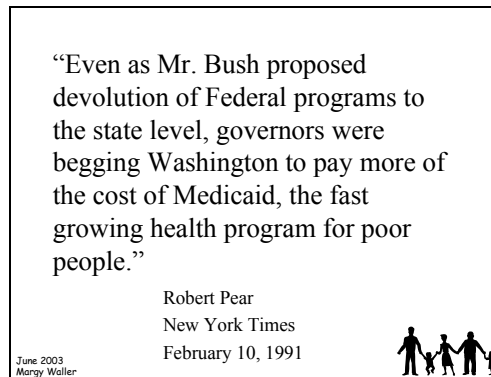 “Even as Mr. Bush proposed
devolution of Federal programs to
the state level, governors were
begging Washington to pay more of
the cost of Medicaid, the fast
growing health program for poor
people.”
Robert Pear
New York Times
February 10, 1991
June 2003
Margy Waller